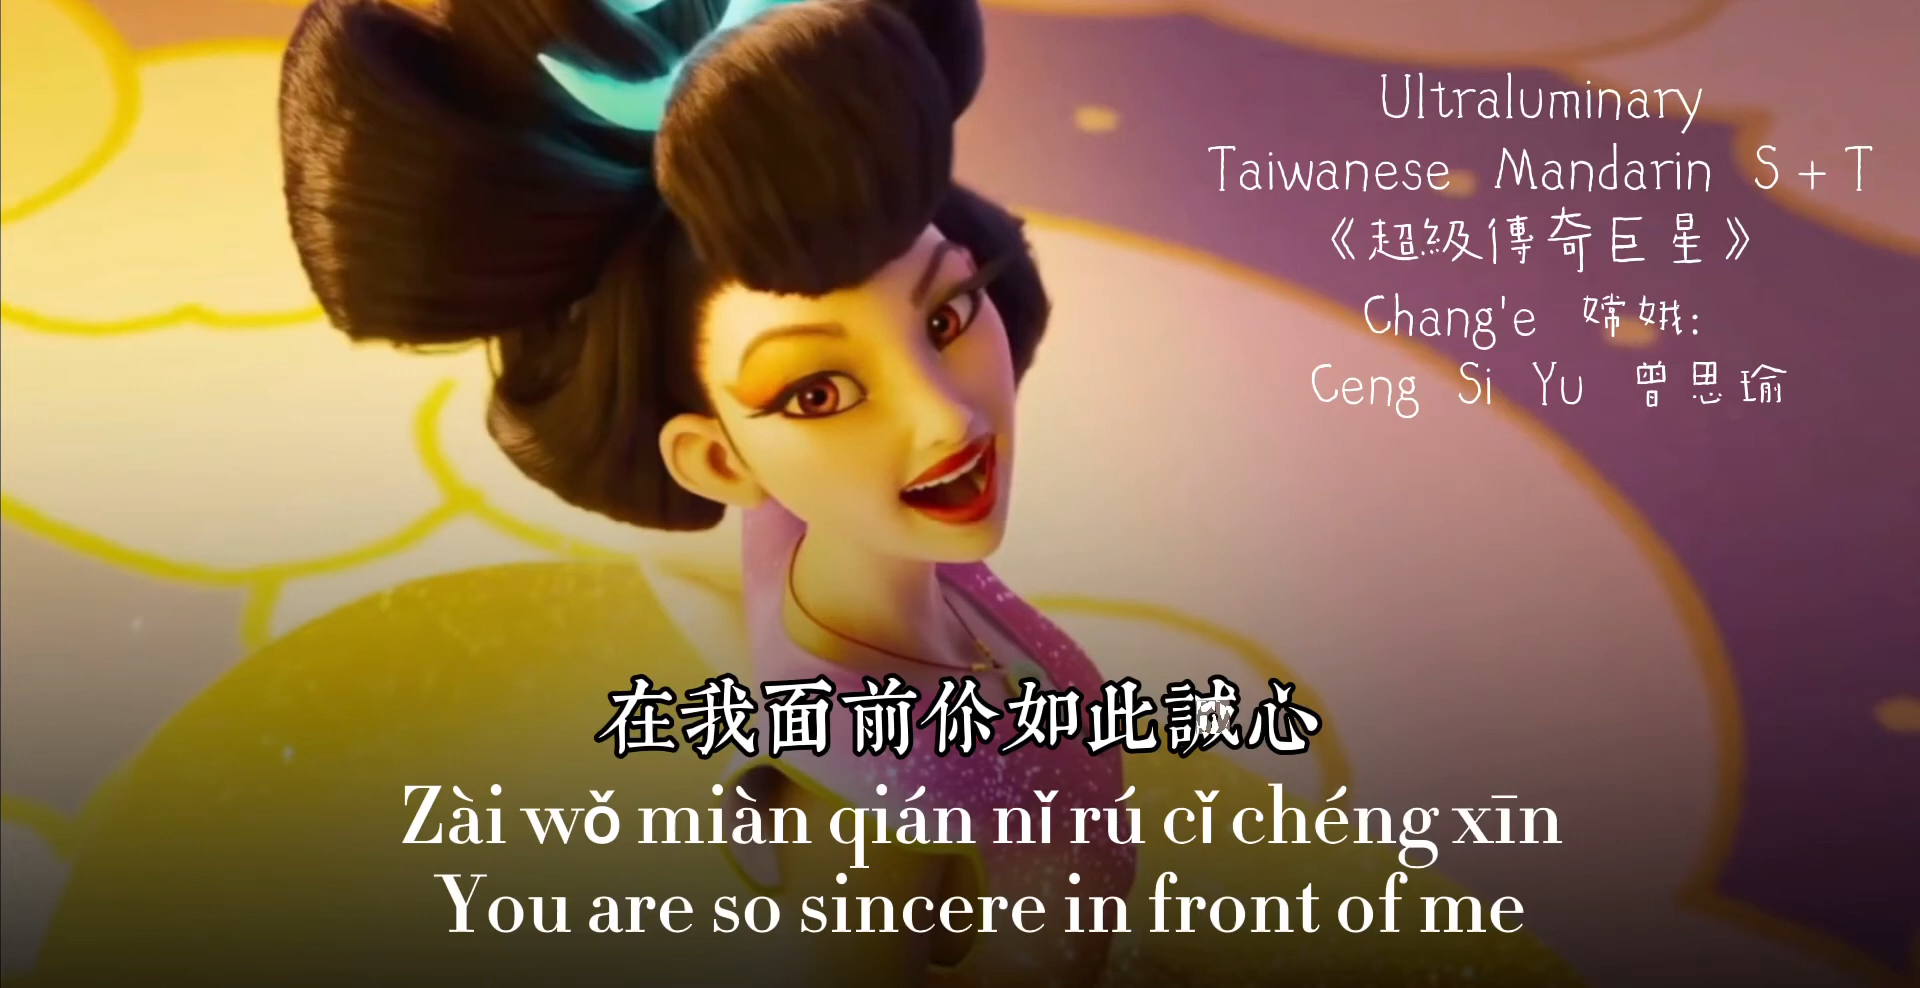 Ultraluminary
Taiwanese Mandarin S + T
《超級傳奇巨星》
Chang'e 嫦娥:
Ceng Si Yu 曾思瑜
在我面前你如此誠心
Zài wǒ miàn qián nǐ rú cǐ chéng xīn
You are so sincere in front of me